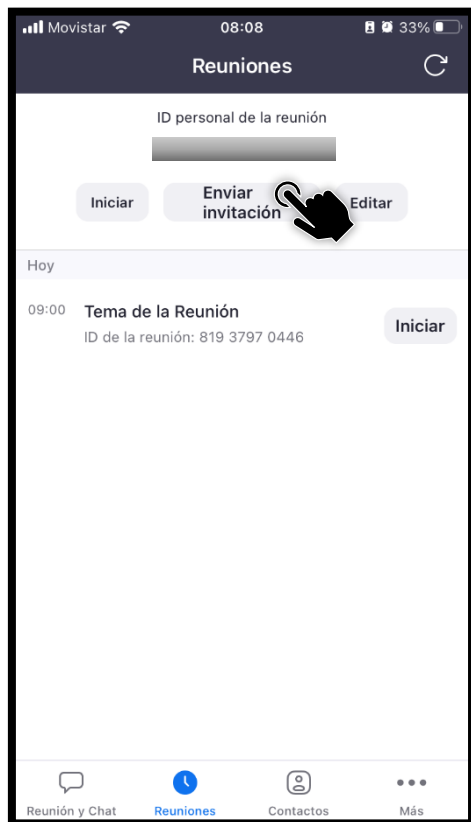 Movistar 08:08 33%
Reuniones
ID personal de la reunión
Iniciar
Enviar
invitación
Editar
Hoy
09:00 Tema de la Reunión
ID de la reunión: 819 3797 0446
Iniciar
Reunión y Chat Reuniones Contactos Más